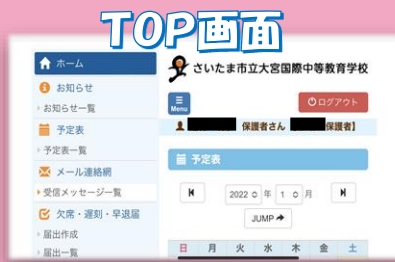 TOP画面
ホーム
お知らせ
お知らせ一覧
予定表
予定表一覧
メール連絡網
受信メッセージ一覧
欠席・遅刻・早退届
届出作成
届出一覧
さいたま市立大宮国際中等教育学校
Menu
ログアウト
保護者さん 保護者】
予定表
2022 年 1 月
JUMP
日 月 火 水 木 金 土